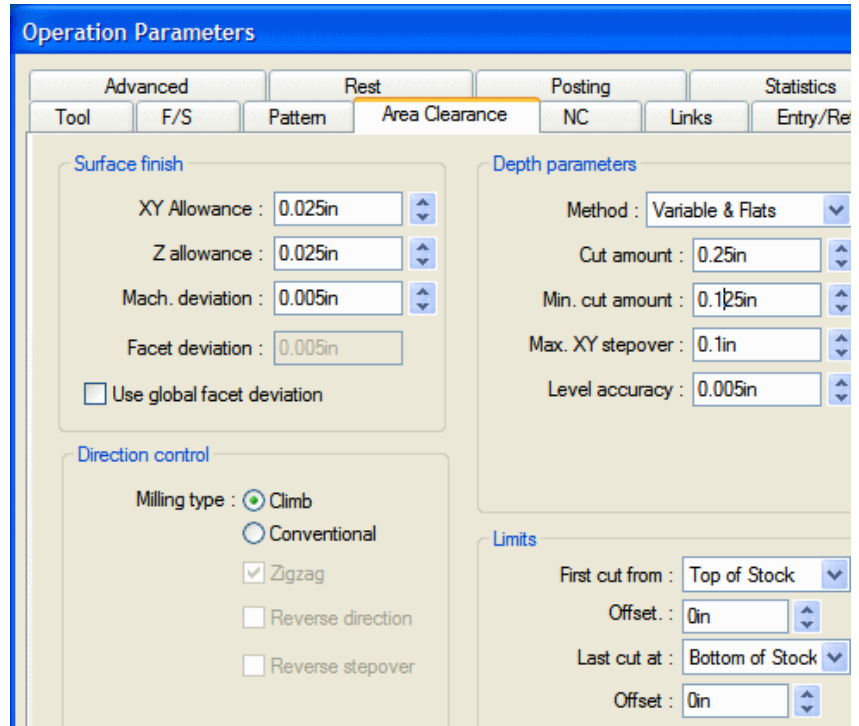 Operation Parameters
Advanced Rest Posting Statistics
Tool F/S Pattern Area Clearance NC Links Entry/Ret
Surface finish
XY Allowance : 0.025in
Z allowance : 0.025in
Mach. deviation : 0.005in
Facet deviation : 0.005in
Use global facet deviation
Depth parameters
Method : Variable & Flats
Cut amount : 0.25in
Min. cut amount : 0.125in
Max. XY stepover : 0.1in
Level accuracy : 0.005in
Direction control
Milling type : Climb
Conventional
Zigzag
Reverse direction
Reverse stepover
Limits
First cut from : Top of Stock
Offset. : 0in
Last cut at : Bottom of Stock
Offset : 0in